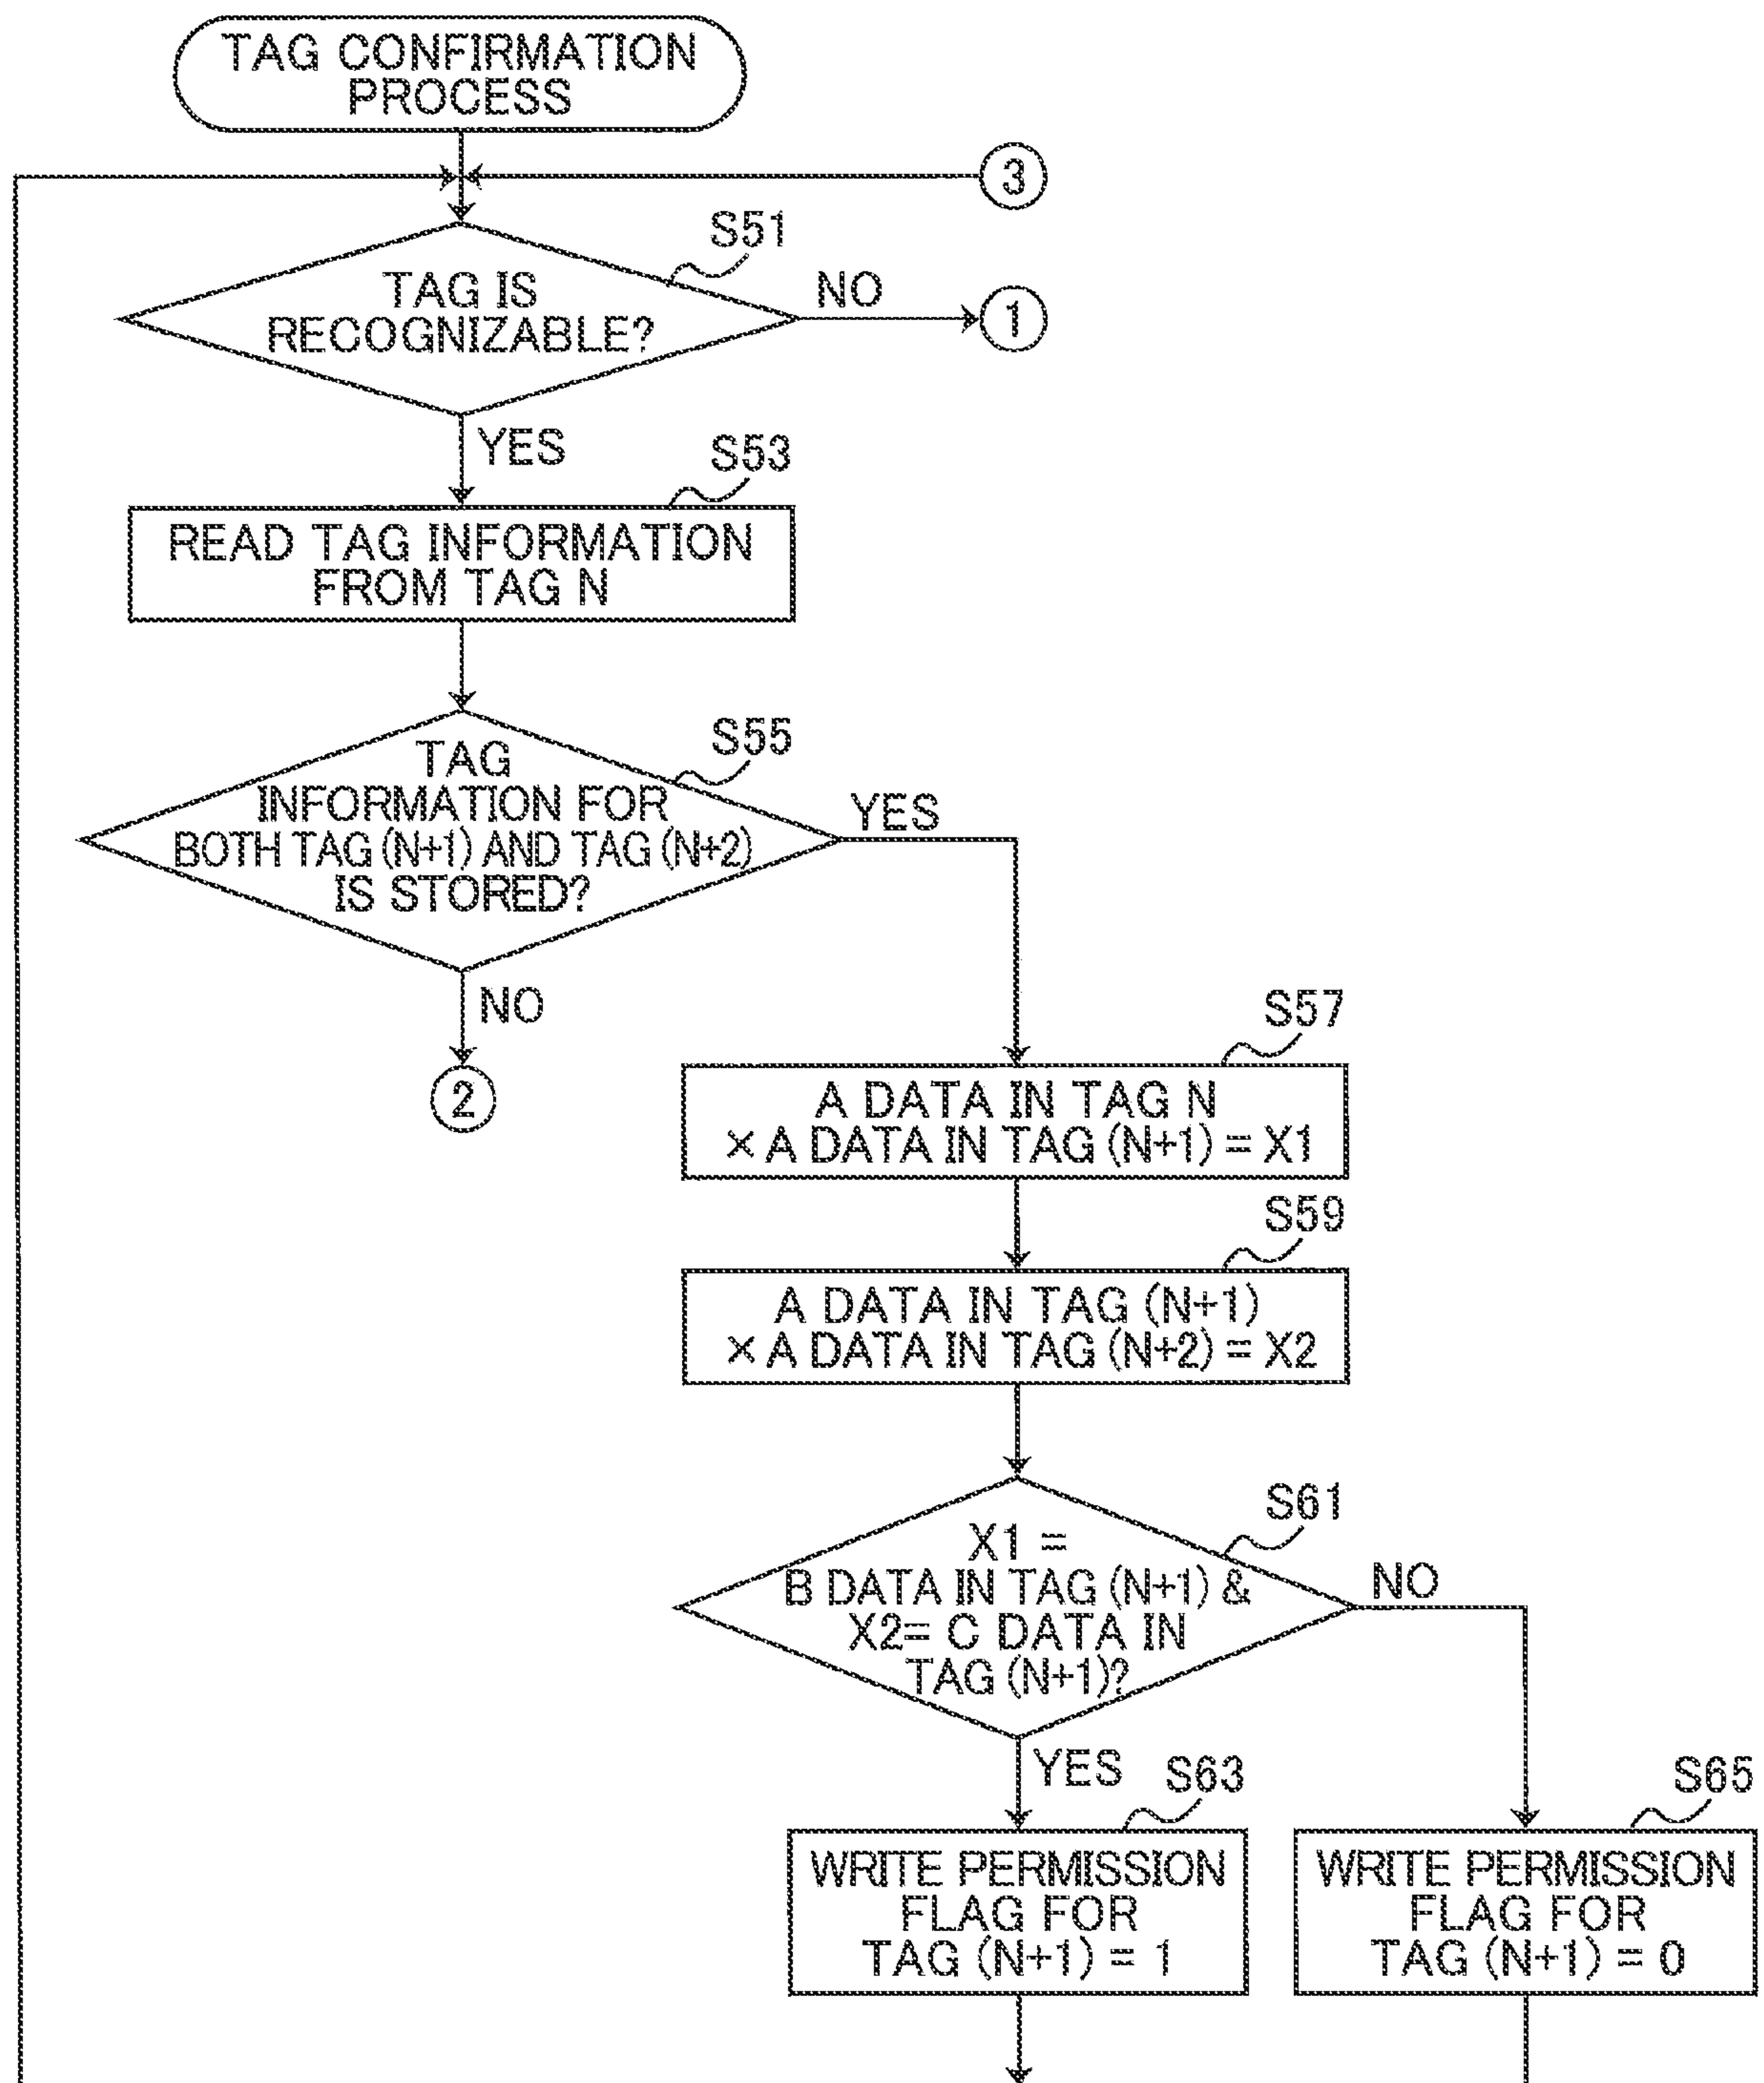 TAG CONFIRMATION
PROCESS
3
S51
TAG IS
RECOGNIZABLE?
NO
1
YES
S53
READ TAG INFORMATION
FROM TAG N
S55
TAG
INFORMATION FOR
BOTH TAG (N+1) AND TAG (N+2)
IS STORED?
YES
NO
2
S57
A DATA IN TAG N
× A DATA IN TAG (N+1) = X1
S59
A DATA IN TAG (N+1)
× A DATA IN TAG (N+2) = X2
S61
X1 =
B DATA IN TAG (N+1) &
X2= C DATA IN
TAG (N+1)?
NO
YES
S63
WRITE PERMISSION
FLAG FOR
TAG (N+1) = 1
S65
WRITE PERMISSION
FLAG FOR
TAG (N+1) = 0